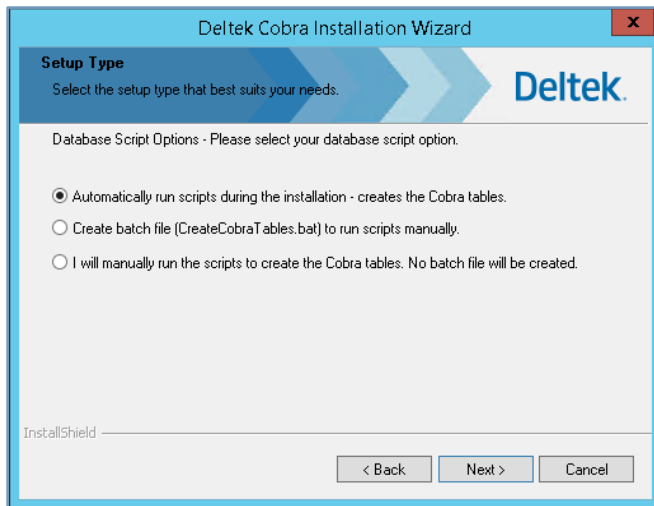 Deltek Cobra Installation Wizard
x
Setup Type
Select the setup type that best suits your needs.
Deltek.
Database Script Options - Please select your database script option.
Automatically run scripts during the installation - creates the Cobra tables.
Create batch file (CreateCobraTables.bat) to run scripts manually.
I will manually run the scripts to create the Cobra tables. No batch file will be created.
InstallShield
< Back
Next >
Cancel